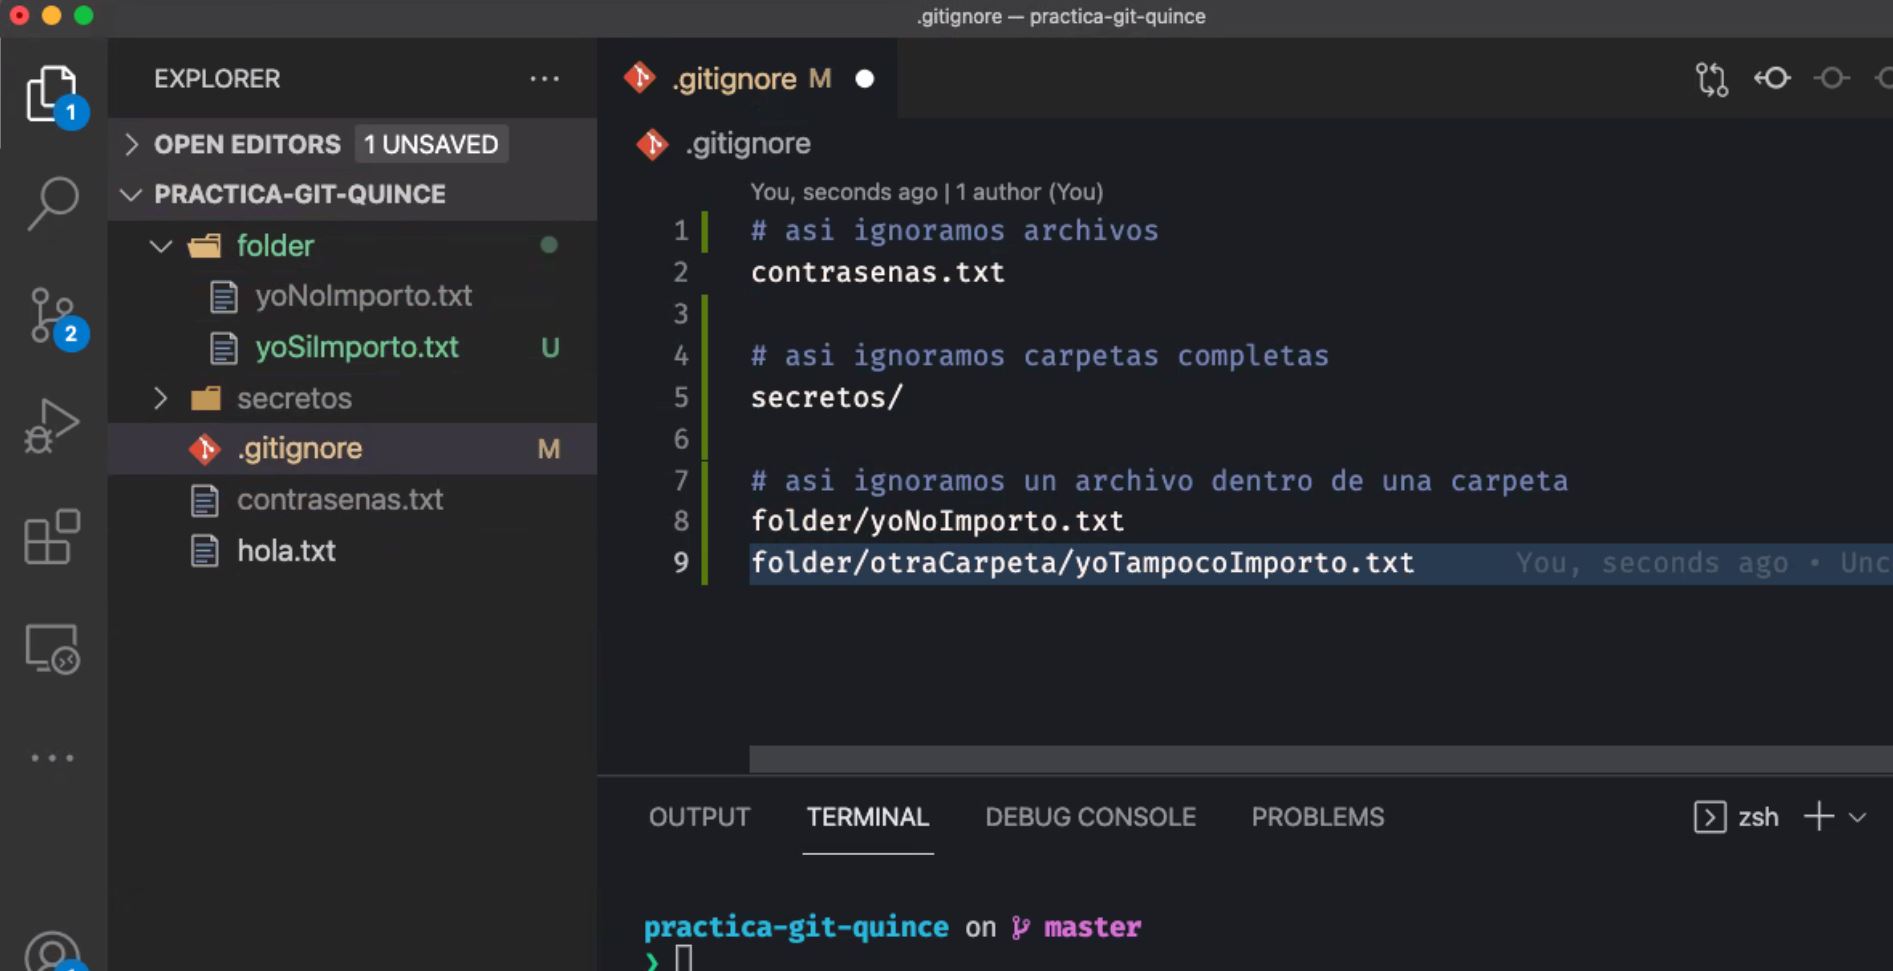 .gitignore — practica-git-quince
EXPLORER
OPEN EDITORS 1 UNSAVED
PRACTICA-GIT-QUINCE
folder
yoNoImporto.txt
yoSiImporto.txt U
secretos
.gitignore M
contrasenas.txt
hola.txt
1
2
.gitignore M
.gitignore
You, seconds ago | 1 author (You)
1 # asi ignoramos archivos
2 contrasenas.txt
3
4 # asi ignoramos carpetas completas
5 secretos/
6
7 # asi ignoramos un archivo dentro de una carpeta
8 folder/yoNoImporto.txt
9 folder/otraCarpeta/yoTampocoImporto.txt You, seconds ago • Unc
OUTPUT TERMINAL DEBUG CONSOLE PROBLEMS zsh
practica-git-quince on master
❯